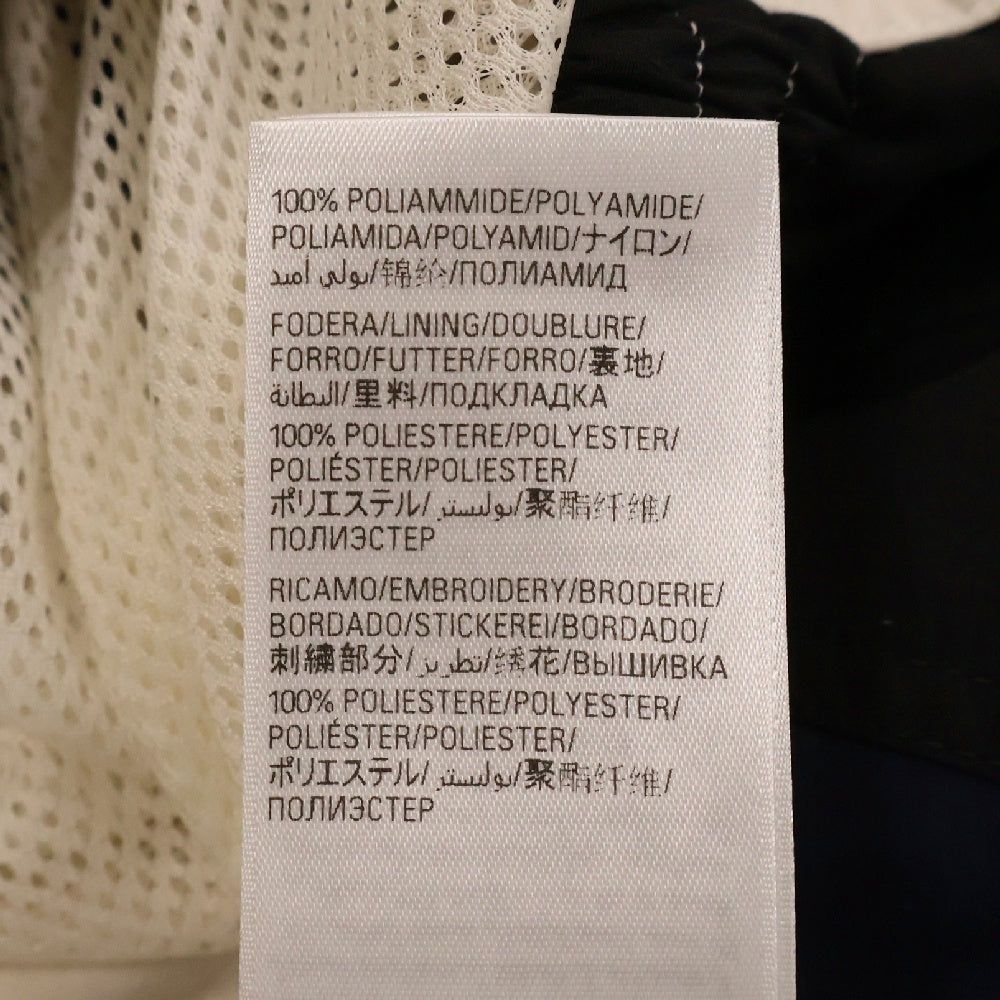 100% POLIAMMIDE/POLYAMIDE/
POLIAMIDA/POLYAMID/ナイロン/
بولي أميد/锦纶/ПОЛИАМИД
FODERA/LINING/DOUBLURE/
FORRO/FUTTER/FORRO/裏地/
البطانة/里料/ПОДКЛАДКА
100% POLIESTERE/POLYESTER/
POLIÉSTER/POLIESTER/
ポリエステル/بوليستر/聚酯纤维/
ПОЛИЭСТЕР
RICAMO/EMBROIDERY/BRODERIE/
BORDADO/STICKEREI/BORDADO/
刺繍部分/تطريز/绣花/ВЫШИВКА
100% POLIESTERE/POLYESTER/
POLIÉSTER/POLIESTER/
ポリエステル/بوليستر/聚酯纤维/
ПОЛИЭСТЕР